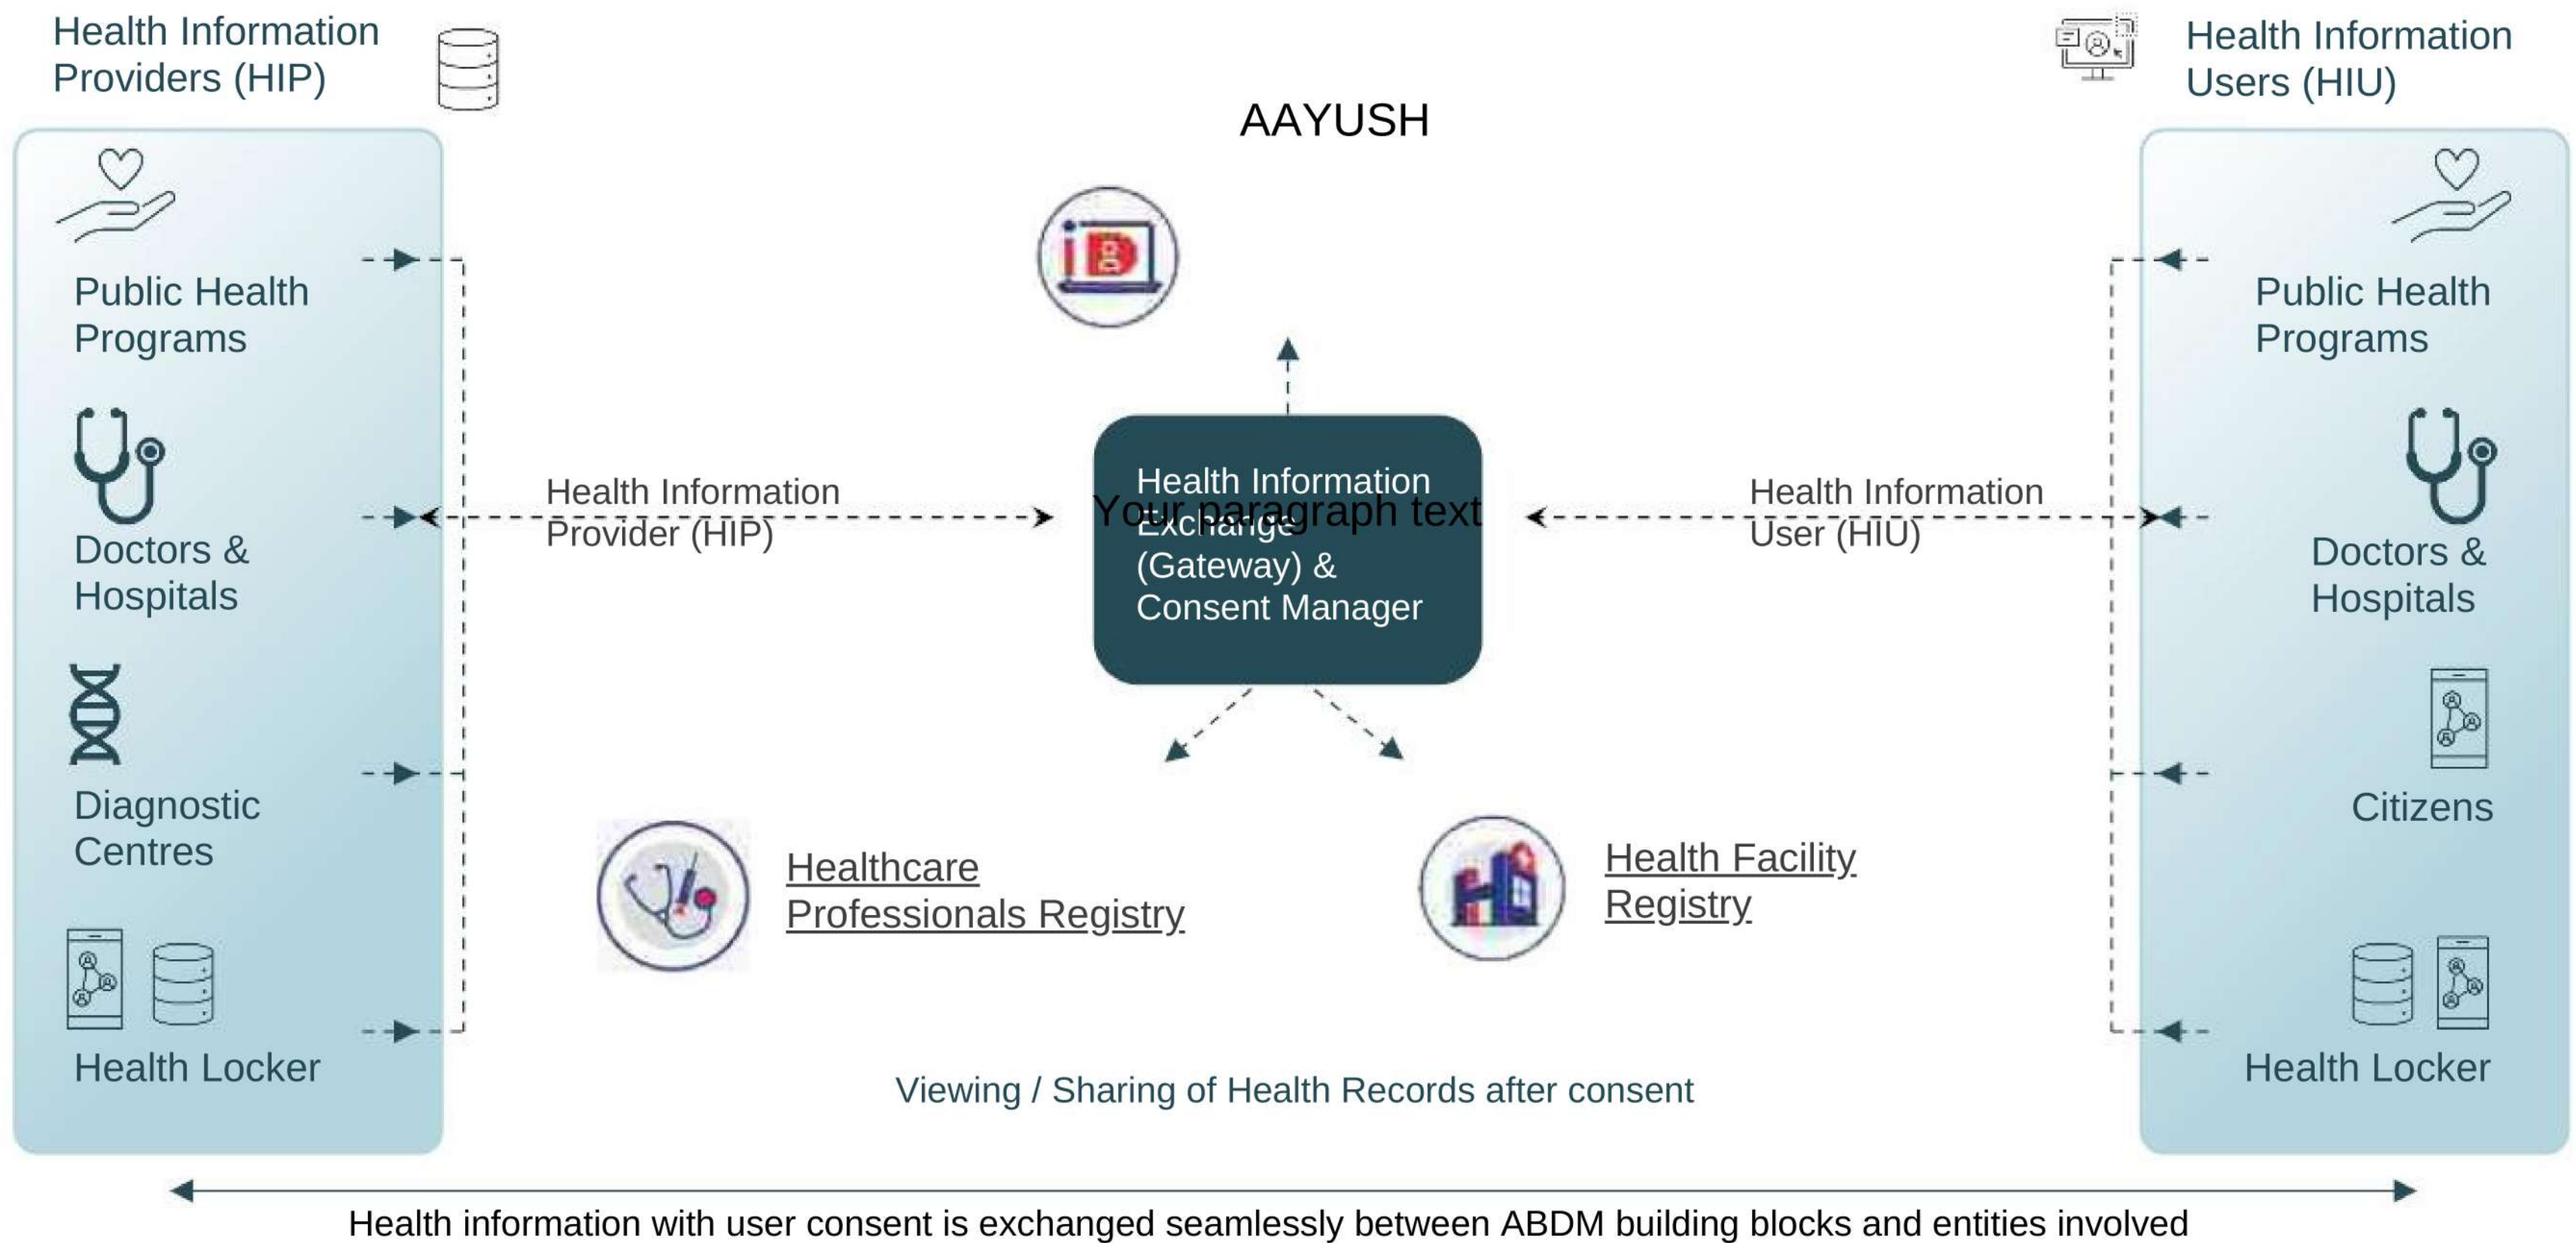 Health Information
Providers (HIP)
Health Information
Users (HIU)
AAYUSH
iD
Public Health
Programs
Doctors &
Hospitals
Diagnostic
Centres
Health Locker
Health Information
Provider (HIP)
Health Information
Exchange
(Gateway) &
Consent Manager
Your paragraph text
Health Information
User (HIU)
Healthcare
Professionals Registry
Health Facility
Registry
Public Health
Programs
Doctors &
Hospitals
Citizens
Health Locker
Viewing / Sharing of Health Records after consent
Health information with user consent is exchanged seamlessly between ABDM building blocks and entities involved